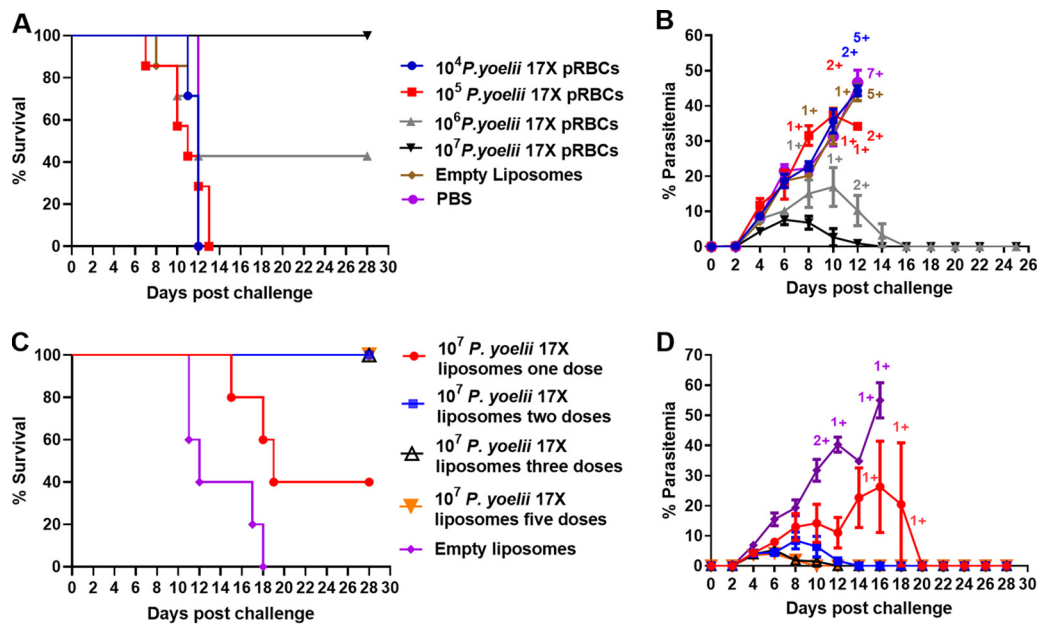 A
% Survival
100
80
60
40
20
0
0 2 4 6 8 10 12 14 16 18 20 22 24 26 28 30
Days post challenge
10⁴ P.yoelii 17X pRBCs
10⁵ P.yoelii 17X pRBCs
10⁶ P.yoelii 17X pRBCs
10⁷ P.yoelii 17X pRBCs
Empty Liposomes
PBS
B
% Parasitemia
60
50
40
30
20
10
0
5+
2+
2+
7+
1+
5+
1+
1+
2+
1+
1+
1+
1+
2+
0 2 4 6 8 10 12 14 16 18 20 22 24 26
Days post challenge
C
% Survival
100
80
60
40
20
0
0 2 4 6 8 10 12 14 16 18 20 22 24 26 28 30
Days post challenge
10⁷ P. yoelii 17X
liposomes one dose
10⁷ P. yoelii 17X
liposomes two doses
10⁷ P. yoelii 17X
liposomes three doses
10⁷ P. yoelii 17X
liposomes five doses
Empty liposomes
D
% Parasitemia
70
60
50
40
30
20
10
0
1+
1+
1+
2+
1+
1+
1+
0 2 4 6 8 10 12 14 16 18 20 22 24 26 28 30
Days post challenge